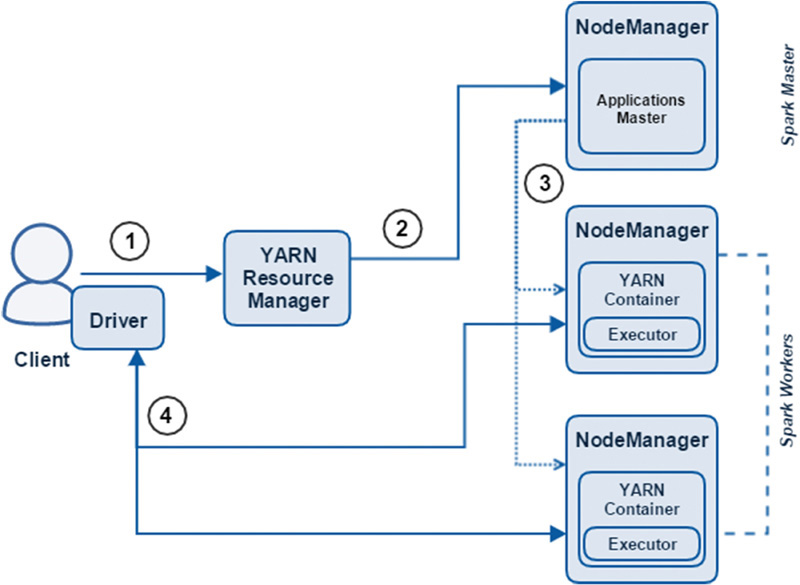 NodeManager
Applications
Master
Spark Master
3
2
1
YARN
Resource
Manager
Driver
Client
NodeManager
YARN
Container
Executor
Spark Workers
4
NodeManager
YARN
Container
Executor